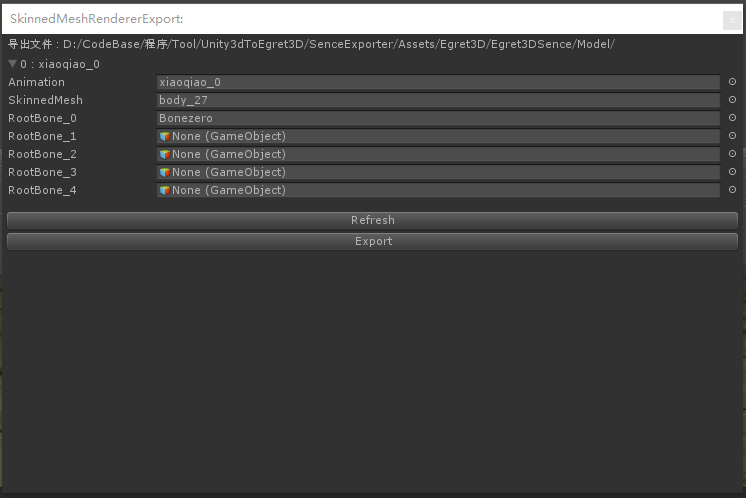 SkinnedMeshRendererExport:
导出文件 : D:/CodeBase/程序/Tool/Unity3dToEgret3D/SenceExporter/Assets/Egret3D/Egret3DSence/Model/
0 : xiaoqiao_0
Animation xiaoqiao_0
SkinnedMesh body_27
RootBone_0 Bonezero
RootBone_1 None (GameObject)
RootBone_2 None (GameObject)
RootBone_3 None (GameObject)
RootBone_4 None (GameObject)
Refresh
Export